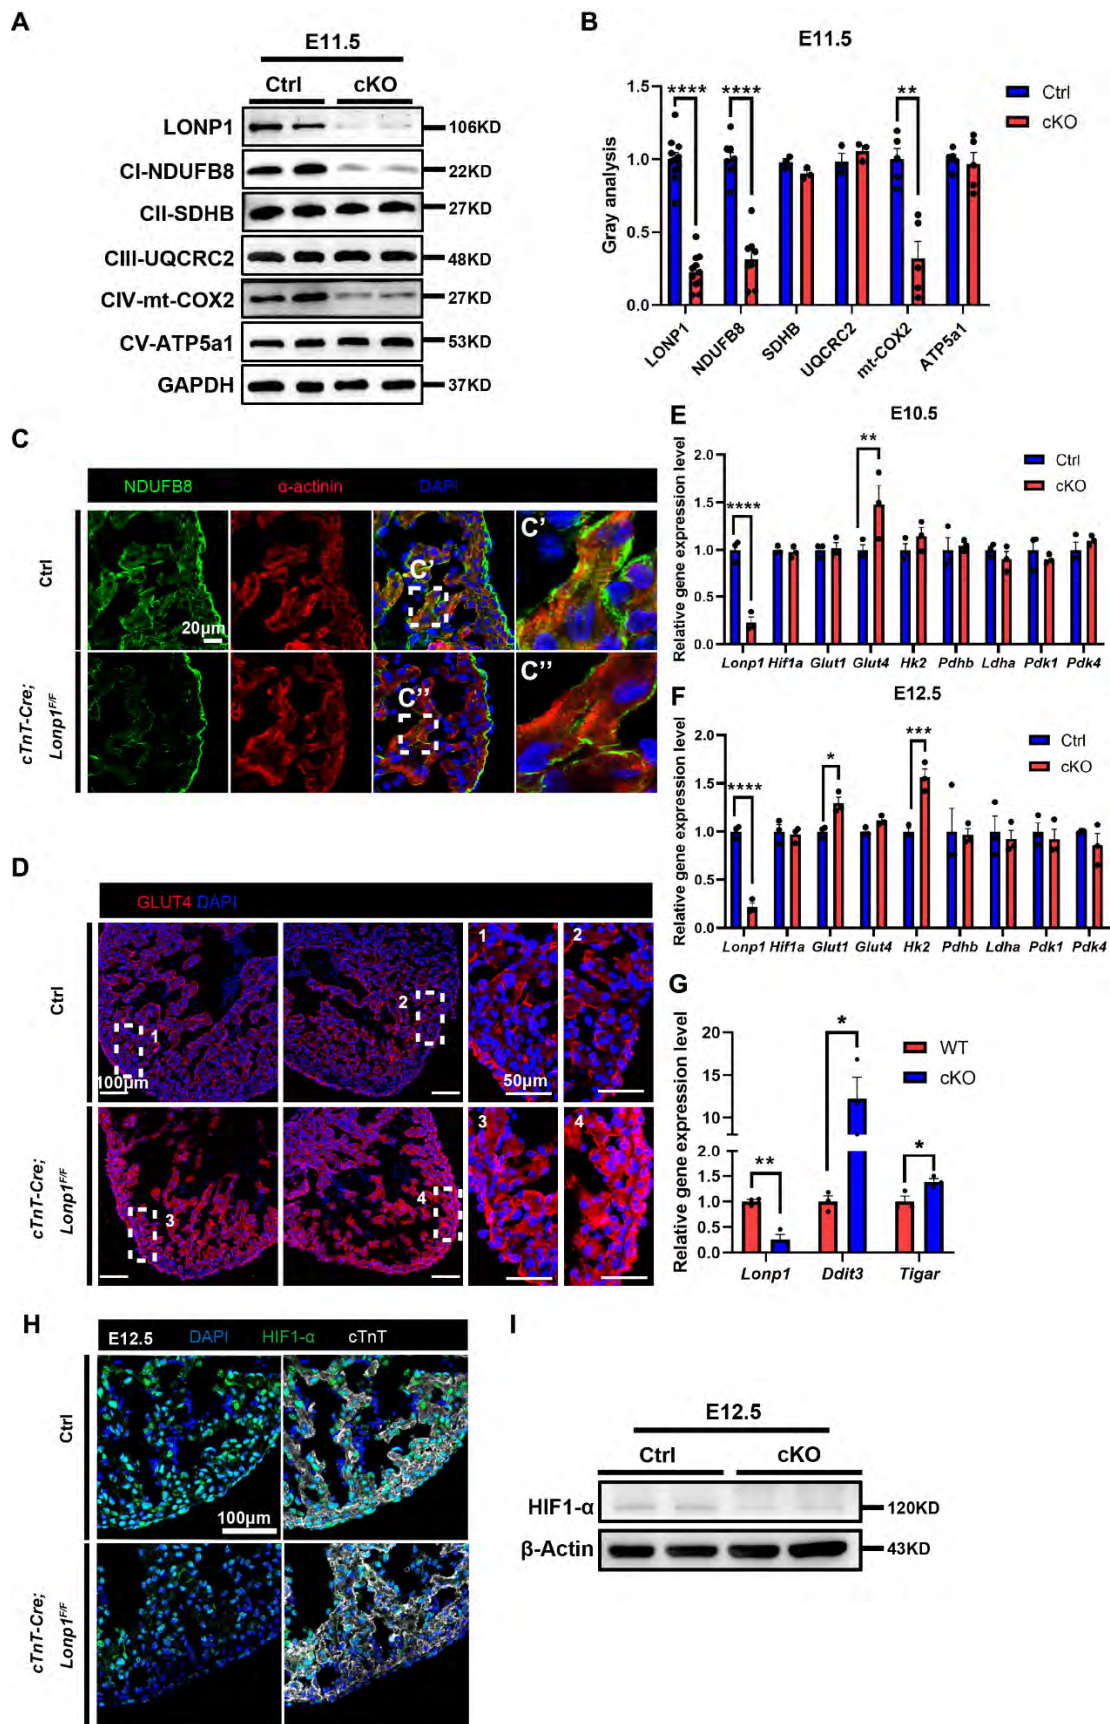 A
E11.5
Ctrl cKO
LONP1 106KD
CI-NDUFB8 22KD
CII-SDHB 27KD
CIII-UQCRC2 48KD
CIV-mt-COX2 27KD
CV-ATP5a1 53KD
GAPDH 37KD
B
E11.5
Gray analysis
1.5
1.0
0.5
0.0
**** **** **
Ctrl
cKO
LONP1 NDUFB8 SDHB UQCRC2 mt-COX2 ATP5a1
C
NDUFB8 α-actinin DAPI
Ctrl
20μm
C'
C'
cTnT-Cre;
Lonp1F/F
C''
C''
D
GLUT4 DAPI
Ctrl
1
2
1
2
100μm
50μm
cTnT-Cre;
Lonp1F/F
3
4
3
4
E
E10.5
Relative gene expression level
2.0
1.5
1.0
0.5
0.0
**** **
Ctrl
cKO
Lonp1 Hif1a Glut1 Glut4 Hk2 Pdhb Ldha Pdk1 Pdk4
F
E12.5
Relative gene expression level
2.0
1.5
1.0
0.5
0.0
**** * ***
Ctrl
cKO
Lonp1 Hif1a Glut1 Glut4 Hk2 Pdhb Ldha Pdk1 Pdk4
G
Relative gene expression level
20
15
10
2.0
1.5
1.0
0.5
0.0
** * *
WT
cKO
Lonp1 Ddit3 Tigar
H
E12.5 DAPI HIF1-α cTnT
Ctrl
100μm
cTnT-Cre;
Lonp1F/F
I
E12.5
Ctrl cKO
HIF1-α 120KD
β-Actin 43KD